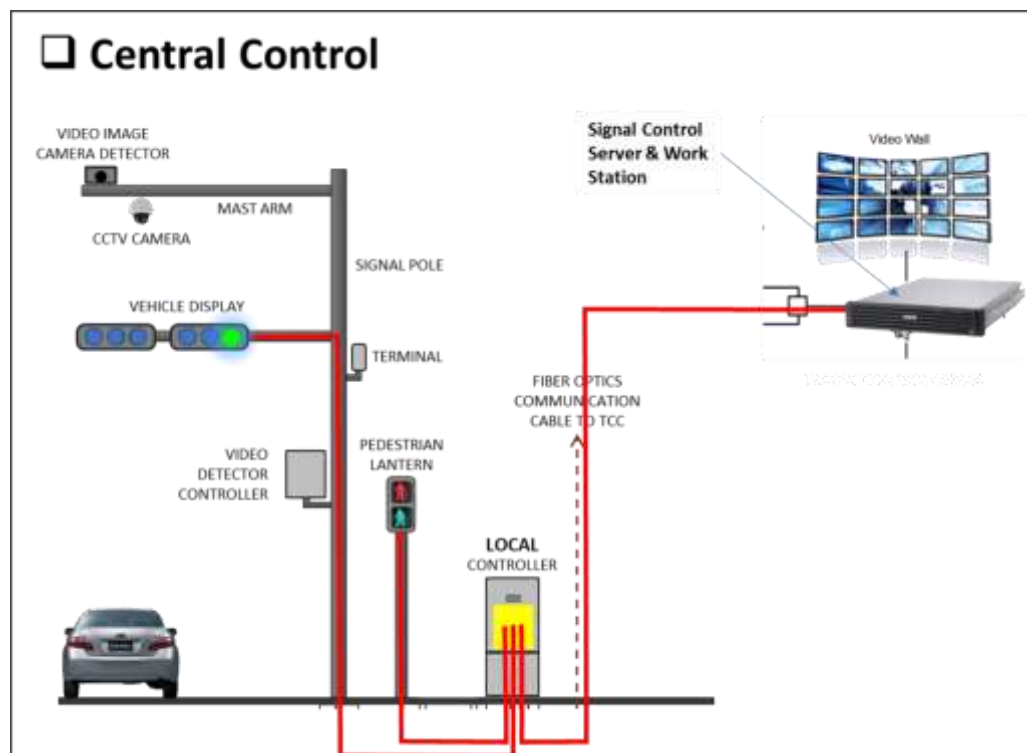 Central Control
VIDEO IMAGE
CAMERA DETECTOR
MAST ARM
CCTV CAMERA
SIGNAL POLE
VEHICLE DISPLAY
TERMINAL
VIDEO
DETECTOR
CONTROLLER
PEDESTRIAN
LANTERN
LOCAL
CONTROLLER
FIBER OPTICS
COMMUNICATION
CABLE TO TCC
Signal Control
Server & Work
Station
Video Wall